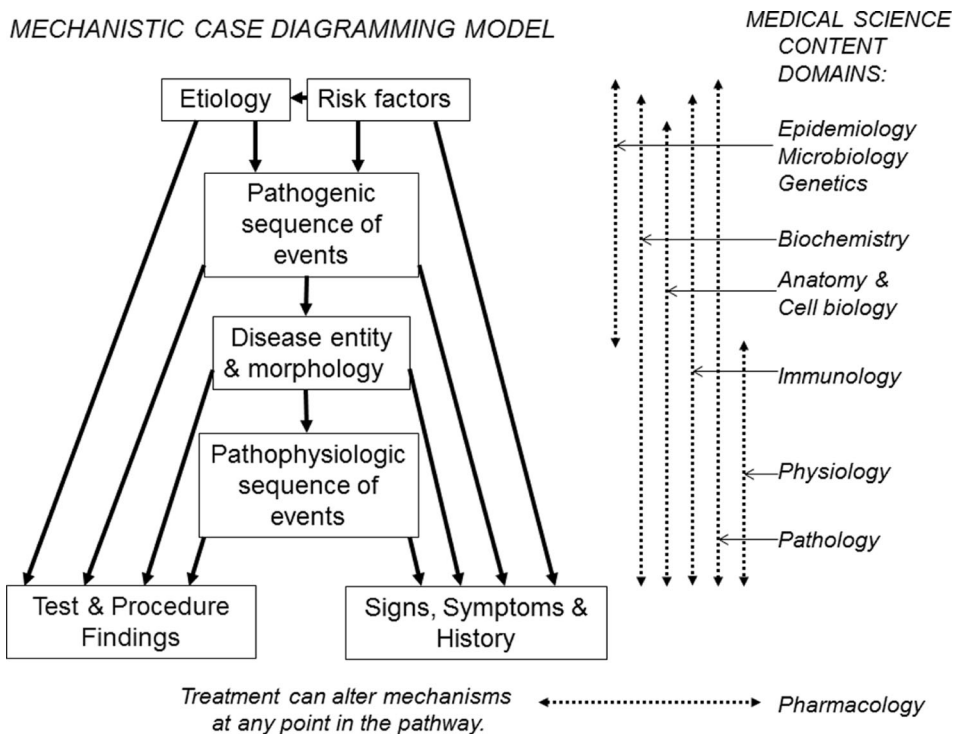 MECHANISTIC CASE DIAGRAMMING MODEL
MEDICAL SCIENCE
CONTENT
DOMAINS:
Etiology
Risk factors
Pathogenic
sequence of
events
Disease entity
& morphology
Pathophysiologic
sequence of
events
Test & Procedure
Findings
Signs, Symptoms &
History
Epidemiology
Microbiology
Genetics
Biochemistry
Anatomy &
Cell biology
Immunology
Physiology
Pathology
Treatment can alter mechanisms
at any point in the pathway.
Pharmacology